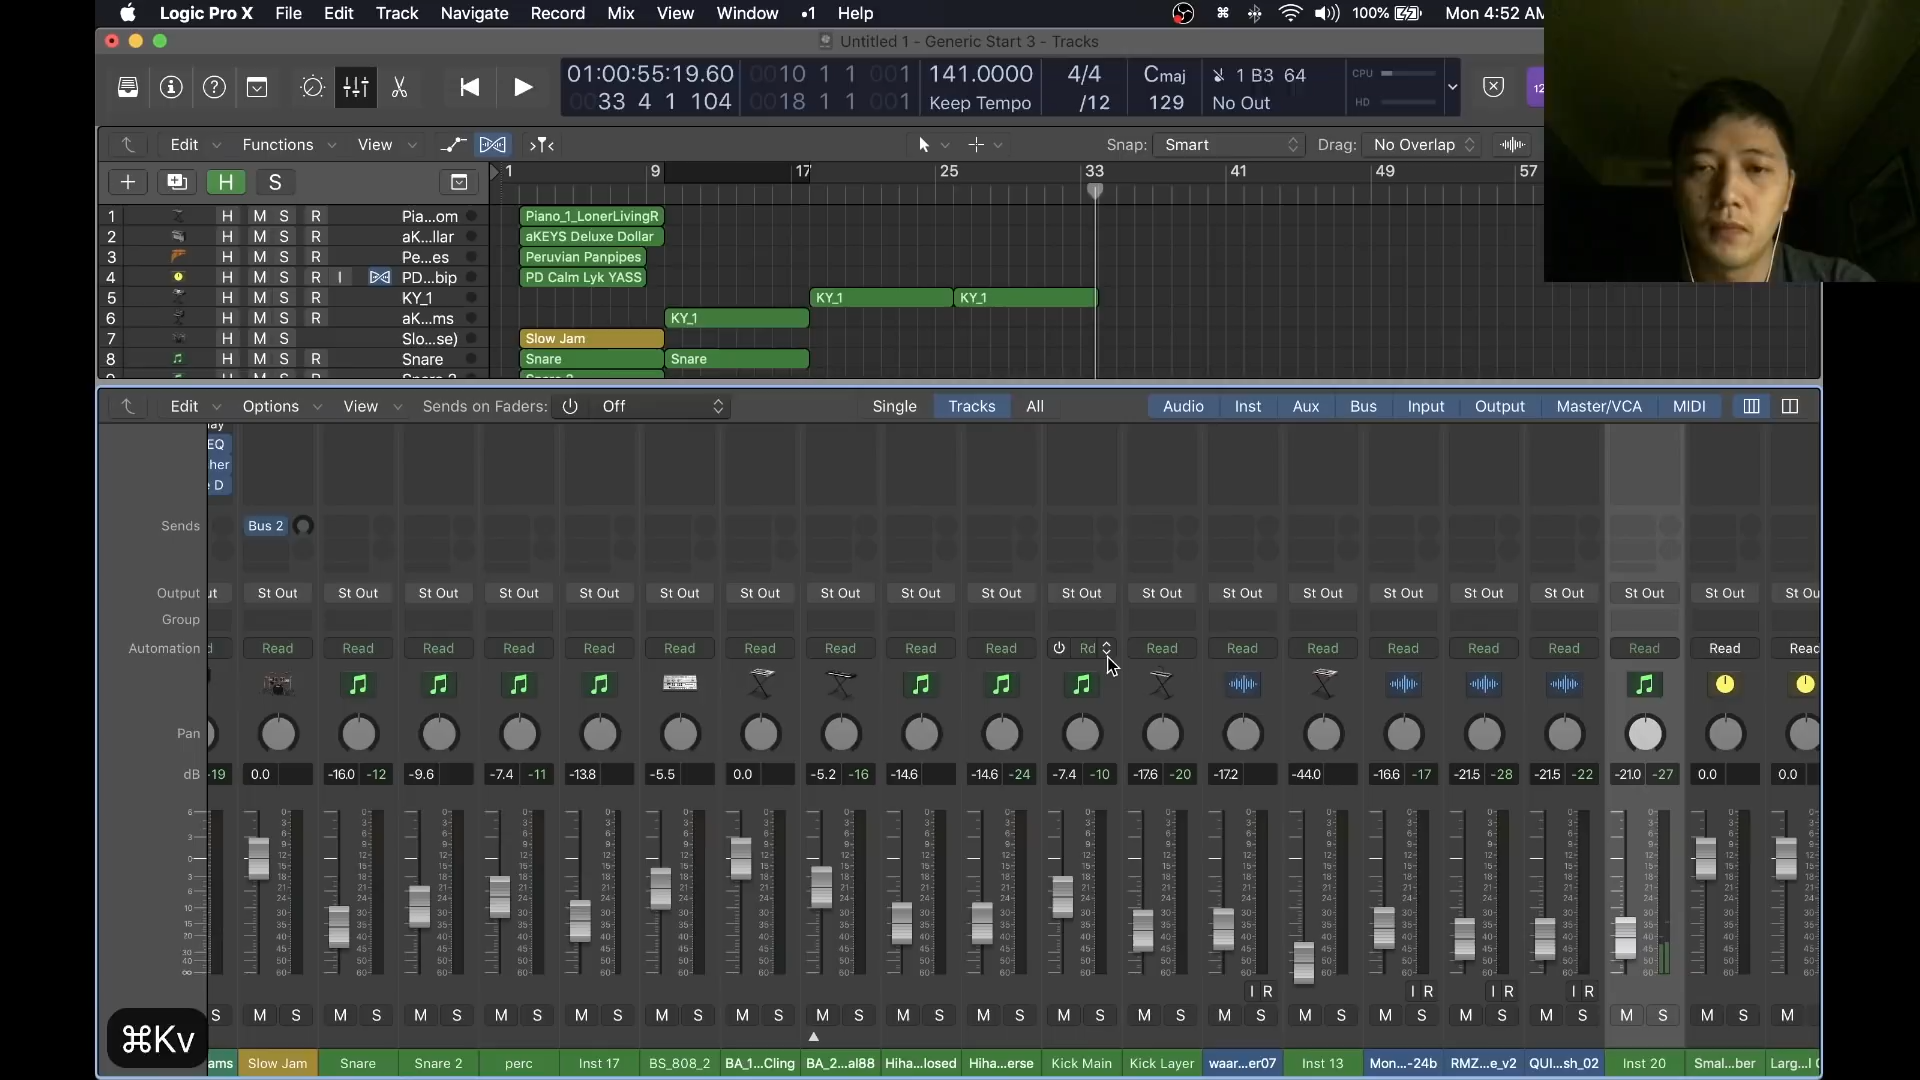 Logic Pro X File Edit Track Navigate Record Mix View Window •1 Help 100% Mon 4:52 AM
Untitled 1 - Generic Start 3 - Tracks
01:00:55:19.60 0010 1 1 001 141.0000 4/4 Cmaj 1 B3 64 CPU
0033 4 1 104 0018 1 1 001 Keep Tempo /12 129 No Out HD
Edit Functions View Snap: Smart Drag: No Overlap
H S 1 9 17 25 33 41 49 57
1 H M S R Pia...om Piano_1_LonerLivingR
2 H M S R aK...llar aKEYS Deluxe Dollar
3 H M S R Pe...es Peruvian Panpipes
4 H M S R I PD...bip PD Calm Lyk YASS
5 H M S R KY_1 KY_1 KY_1
6 H M S R aK...ms KY_1
7 H M S Slo...se) Slow Jam
8 H M S R Snare Snare Snare
Edit Options View Sends on Faders: Off Single Tracks All Audio Inst Aux Bus Input Output Master/VCA MIDI
EQ
her
e D
Sends Bus 2
Output ut St Out St Out St Out St Out St Out St Out St Out St Out St Out St Out St Out St Out St Out St Out St Out St Out St Out St Out St Out St Ou
Group
Automation d Read Read Read Read Read Read Read Read Read Read Rd Read Read Read Read Read Read Read Read Read
Pan
dB -19 0.0 -16.0 -12 -9.6 -7.4 -11 -13.8 -5.5 0.0 -5.2 -16 -14.6 -14.6 -24 -7.4 -10 -17.6 -20 -17.2 -44.0 -16.6 -17 -21.5 -28 -21.5 -22 -21.0 -27 0.0 0.0
I R I R I R I R
S M S M S M S M S M S M S M S M S M S M S M S M S M S M S M S M S M S M S M
⌘Kv
ams Slow Jam Snare Snare 2 perc Inst 17 BS_808_2 BA_1...Cling BA_2...al88 Hiha...losed Hiha...erse Kick Main Kick Layer waar...er07 Inst 13 Mon...-24b RMZ...e_v2 QUI...sh_02 Inst 20 Smal...ber Larg...l